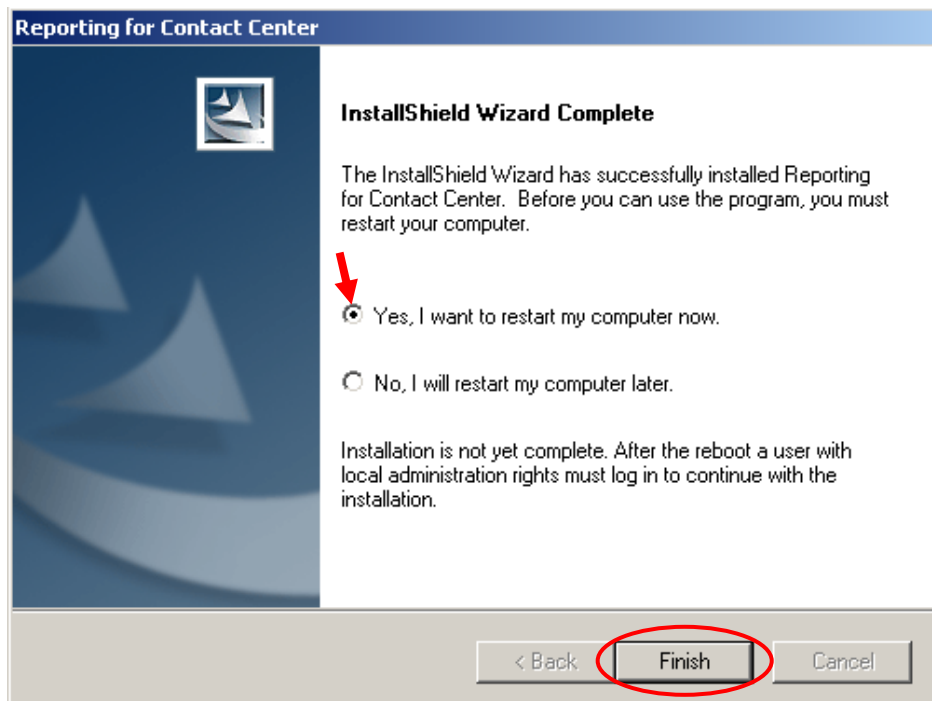 Reporting for Contact Center
InstallShield Wizard Complete
The InstallShield Wizard has successfully installed Reporting
for Contact Center.  Before you can use the program, you must
restart your computer.
Yes, I want to restart my computer now.
No, I will restart my computer later.
Installation is not yet complete. After the reboot a user with
local administration rights must log in to continue with the
installation.
< Back Finish Cancel